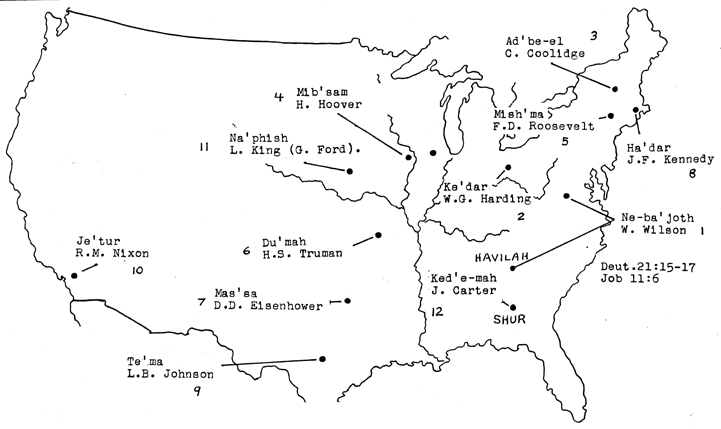 Ad'be-el 3
C. Coolidge
4 Mib'sam
H. Hoover
Mish'ma
F.D. Roosevelt
5
11 Na'phish
L. King (G. Ford).
Ha'dar
J.F. Kennedy
8
Ke'dar
W.G. Harding
2
Ne-ba'joth
W. Wilson 1
Je'tur
R.M. Nixon
10
6 Du'mah
H.S. Truman
HAVILAH
Deut.21:15-17
Job 11:6
Ked'e-mah
J. Carter
12
SHUR
7 Mas'sa
D.D. Eisenhower
Te'ma
L.B. Johnson
9